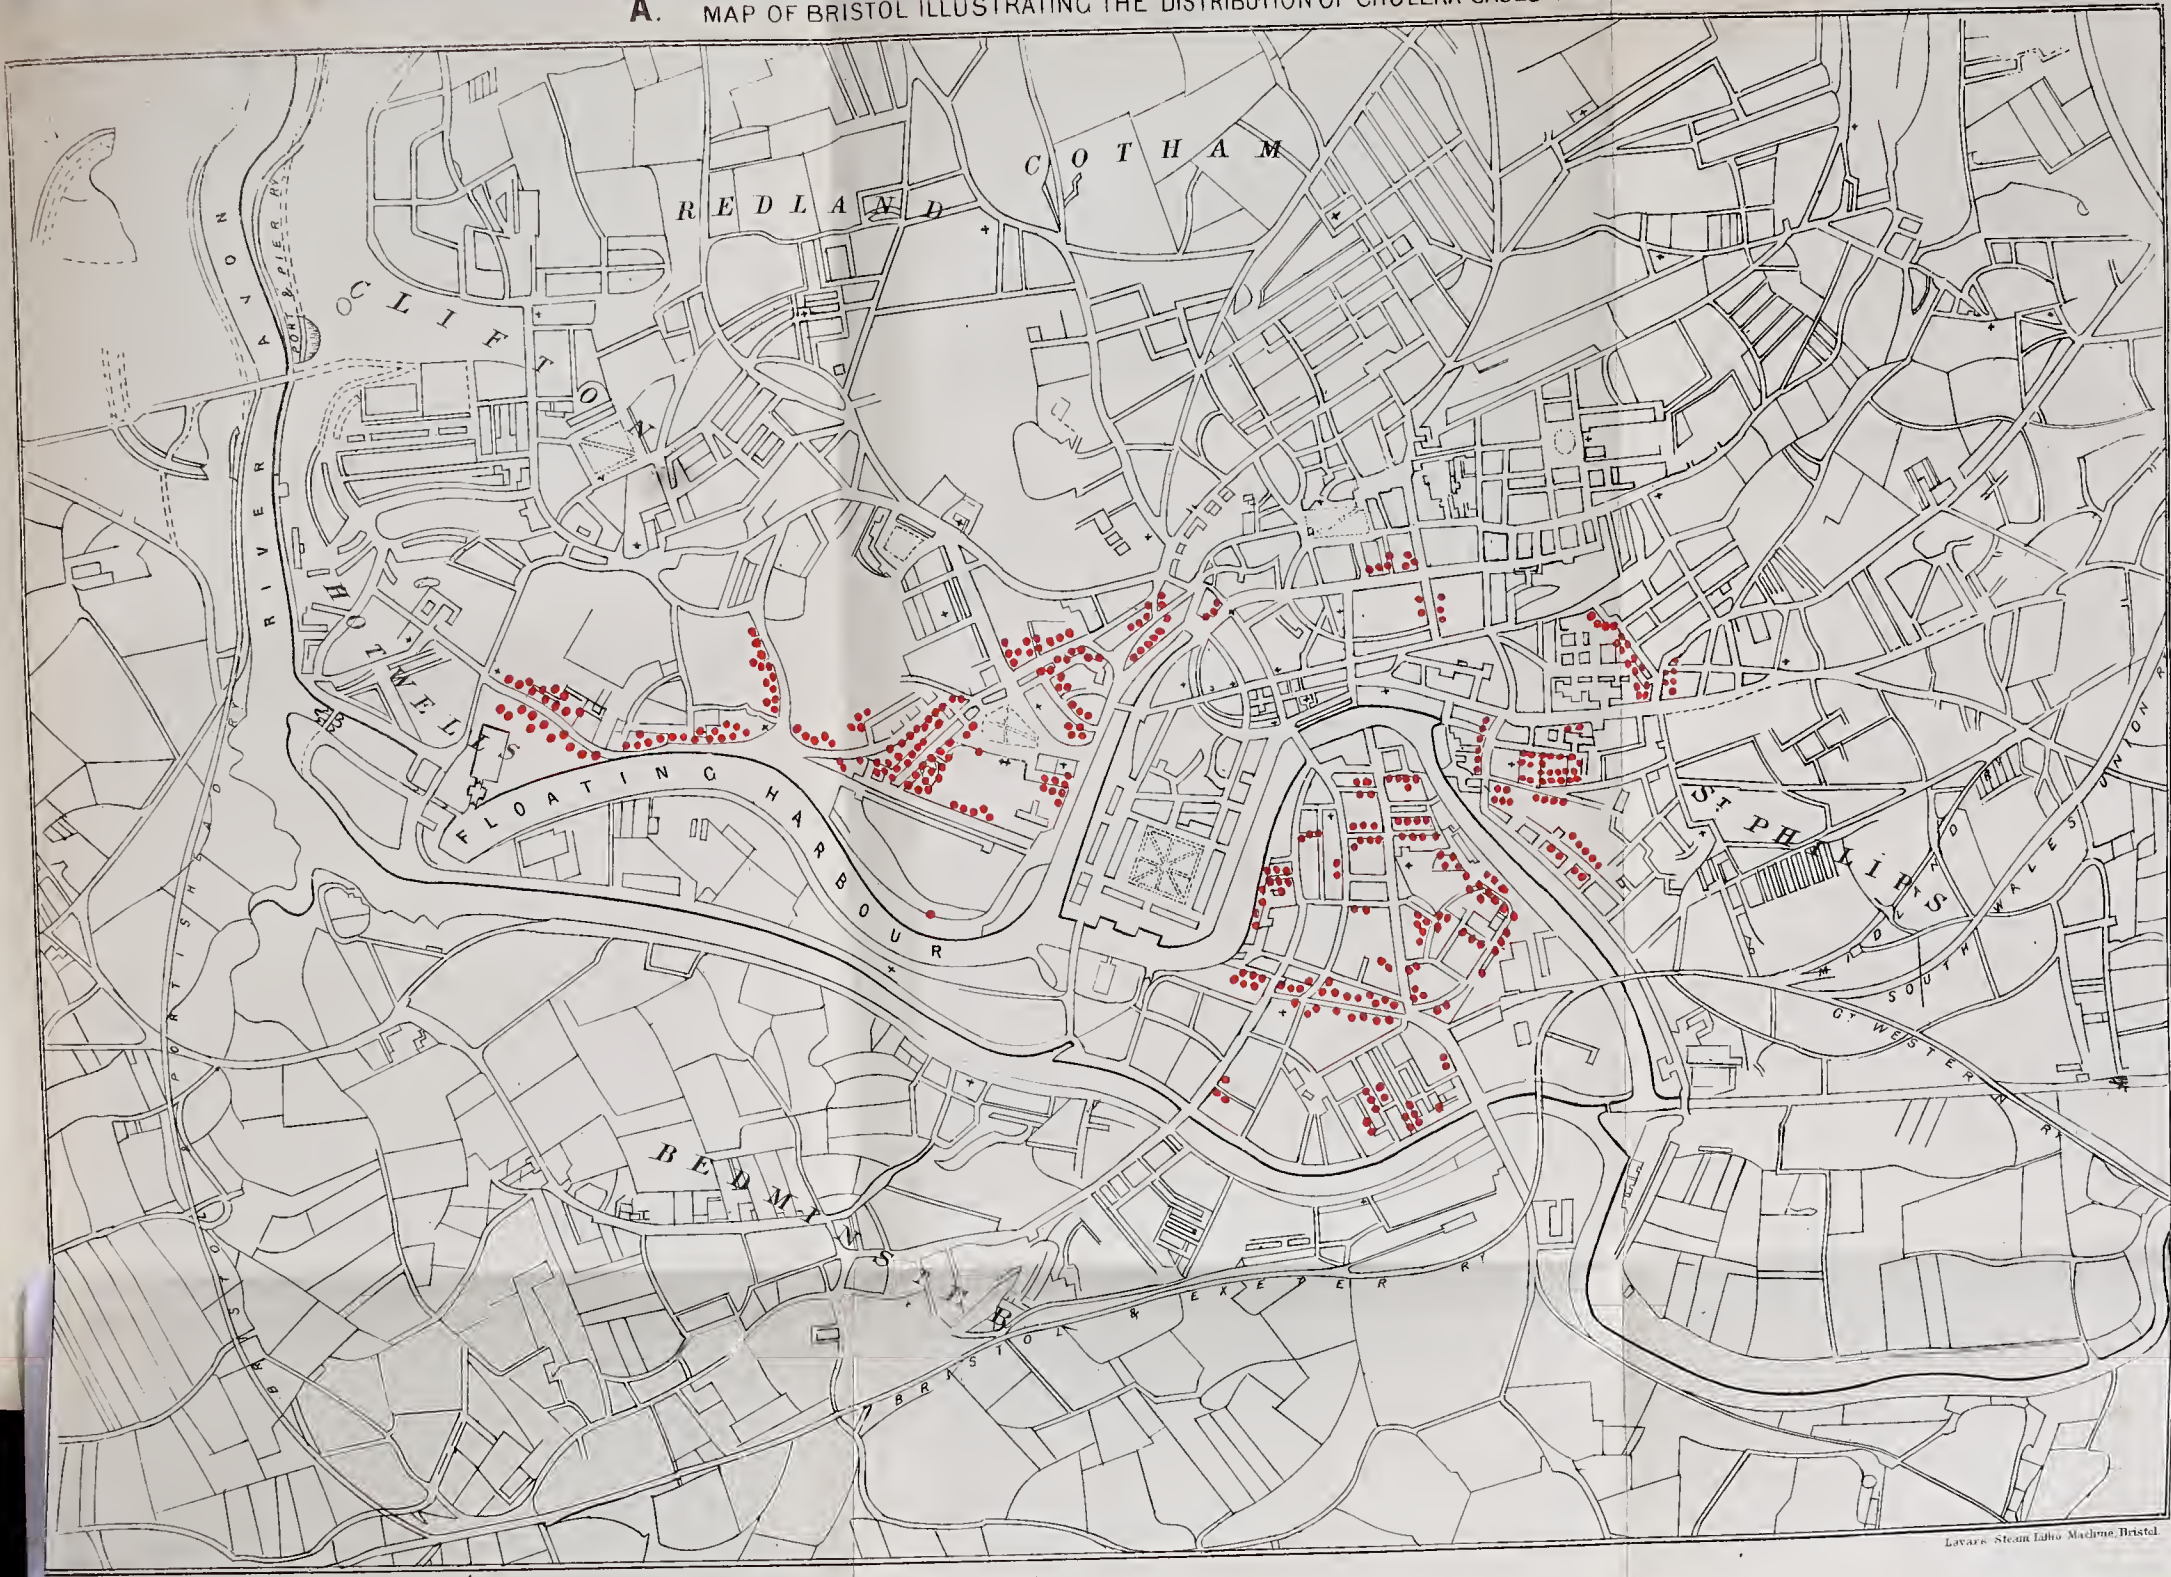 A. MAP OF BRISTOL ILLUSTRATING THE DISTRIBUTION OF CHOLERA CASES
COTHAM
REDLAND
CLIFTON
PORT & PIER RY
RIVER AVON
HOTWELLS
FLOATING HARBOUR
ST PHILIP'S
MIDLAND RY
SOUTH WALES UNION RY
GT WESTERN RY
BEDMINST
BRISTOL & EXETER RY
BRISTOL & PORTISHEAD RY
Lavars Steam Litho Machine, Bristol.